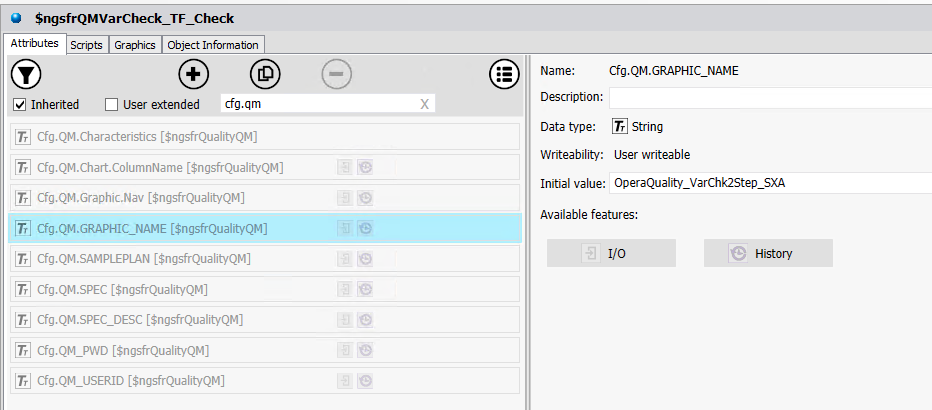 $ngsfrQMVarCheck_TF_Check
Attributes Scripts Graphics Object Information
Inherited User extended cfg.qm X
Cfg.QM.Characteristics [$ngsfrQualityQM]
Cfg.QM.Chart.ColumnName [$ngsfrQualityQM]
Cfg.QM.Graphic.Nav [$ngsfrQualityQM]
Cfg.QM.GRAPHIC_NAME [$ngsfrQualityQM]
Cfg.QM.SAMPLEPLAN [$ngsfrQualityQM]
Cfg.QM.SPEC [$ngsfrQualityQM]
Cfg.QM.SPEC_DESC [$ngsfrQualityQM]
Cfg.QM_PWD [$ngsfrQualityQM]
Cfg.QM_USERID [$ngsfrQualityQM]
Name: Cfg.QM.GRAPHIC_NAME
Description:
Data type: String
Writeability: User writeable
Initial value: OperaQuality_VarChk2Step_SXA
Available features:
I/O History